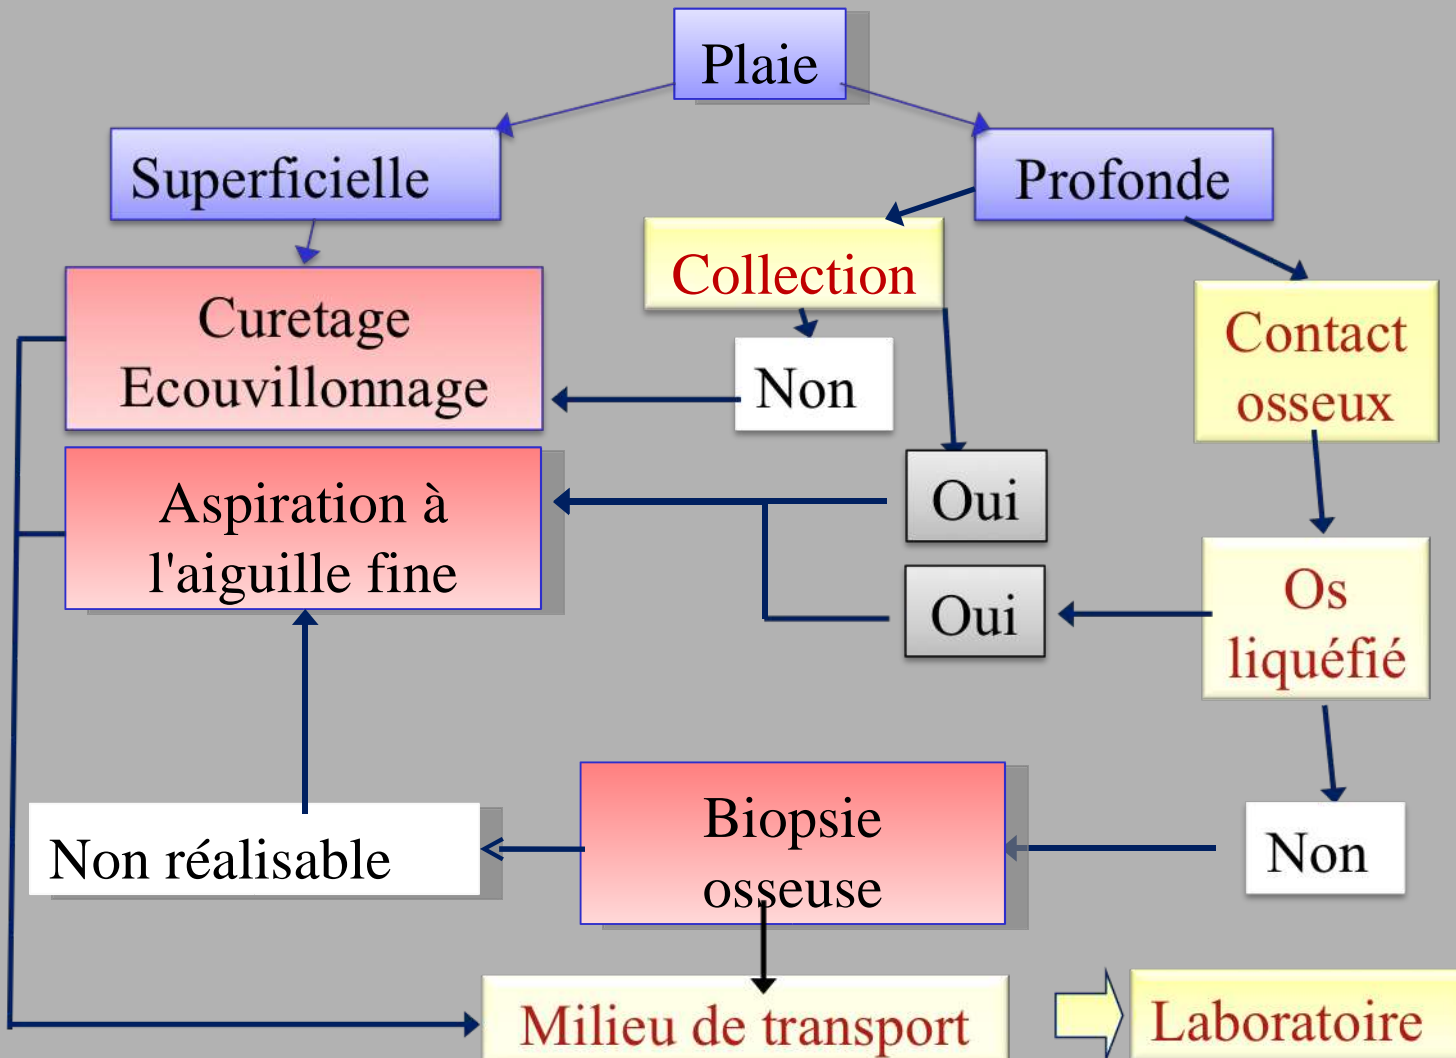 Plaie
Superficielle
Profonde
Collection
Curetage
Ecouvillonnage
Non
Contact
osseux
Aspiration à
l'aiguille fine
Oui
Oui
Os
liquéfié
Non réalisable
Biopsie
osseuse
Non
Milieu de transport
Laboratoire